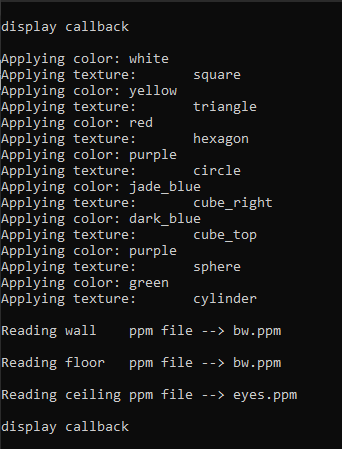 display callback
Applying color: white
Applying texture: square
Applying color: yellow
Applying texture: triangle
Applying color: red
Applying texture: hexagon
Applying color: purple
Applying texture: circle
Applying color: jade_blue
Applying texture: cube_right
Applying color: dark_blue
Applying texture: cube_top
Applying color: purple
Applying texture: sphere
Applying color: green
Applying texture: cylinder
Reading wall ppm file --> bw.ppm
Reading floor ppm file --> bw.ppm
Reading ceiling ppm file --> eyes.ppm
display callback